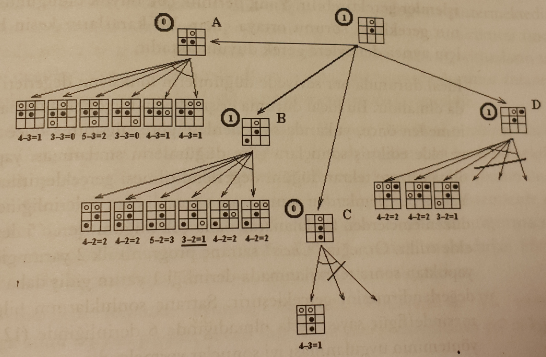 0 A
1
4-3=1 3-3=0 5-3=2 3-3=0 4-3=1 4-3=1
1 B
1 D
4-2=2 4-2=2 5-2=3 3-2=1 4-2=2 4-2=2
4-2=2 4-2=2 3-2=1
0 C
4-3=1